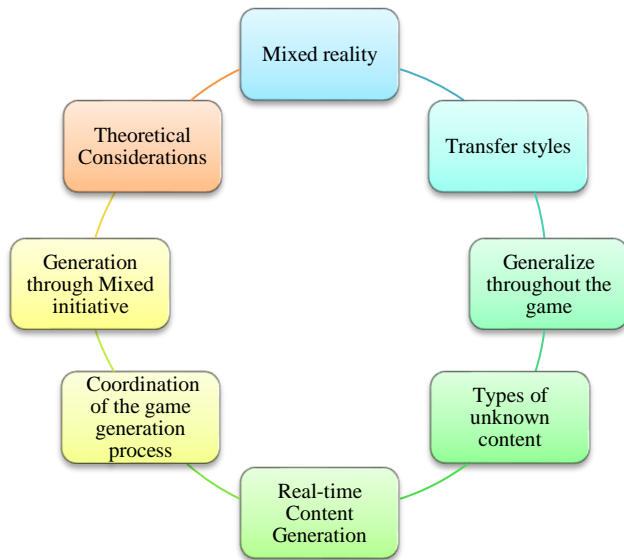 Mixed reality
Transfer styles
Generalize
throughout the
game
Types of
unknown
content
Real-time
Content
Generation
Coordination
of the game
generation
process
Generation
through Mixed
initiative
Theoretical
Considerations